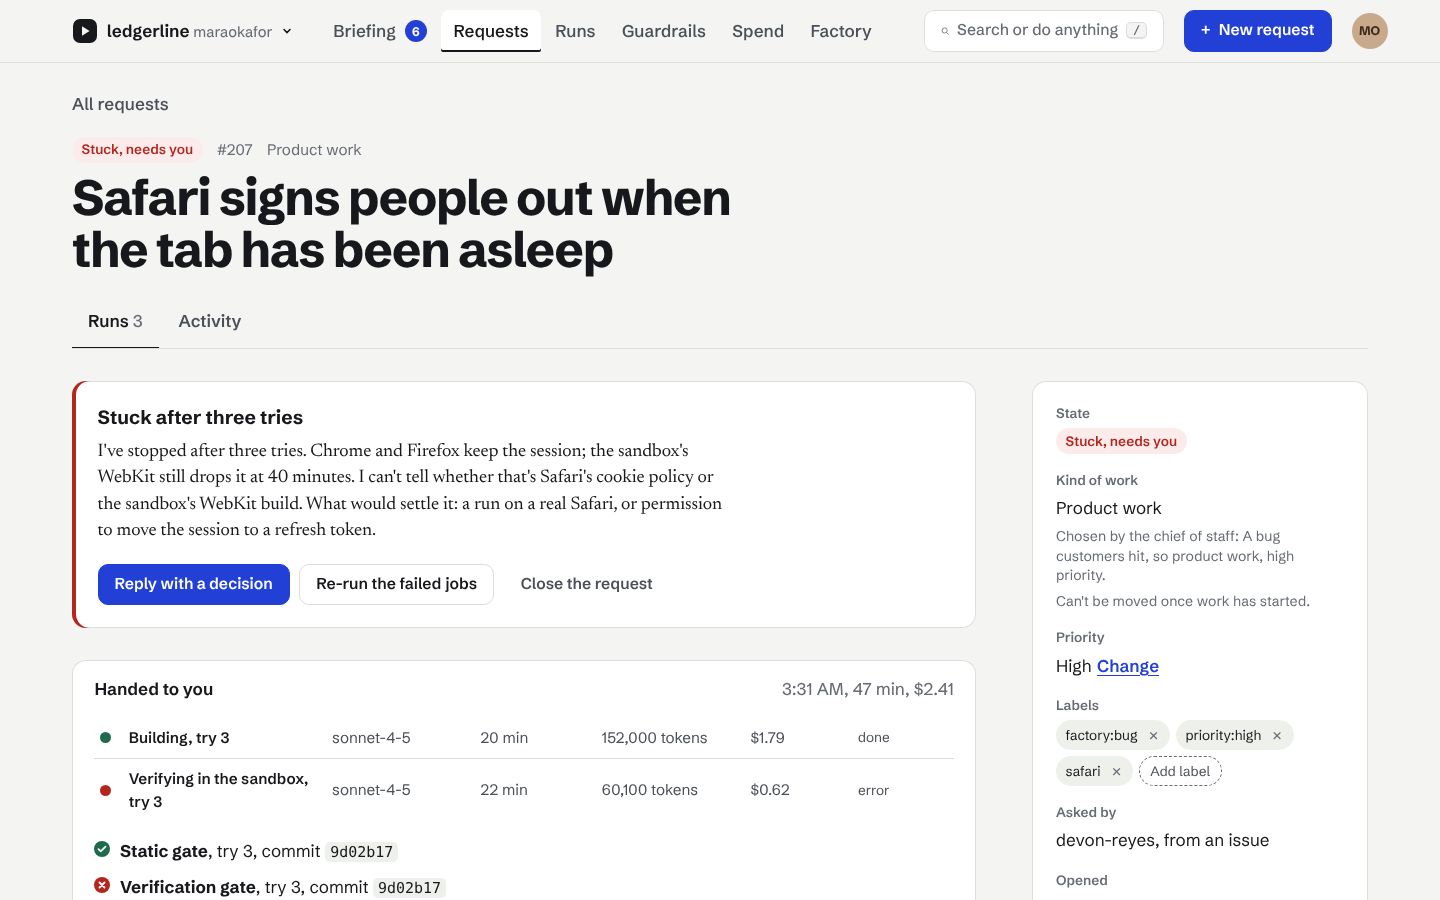 ledgerline maraokafor
Briefing 6
Requests
Runs
Guardrails
Spend
Factory
Search or do anything /
+ New request
MO
All requests
Stuck, needs you #207 Product work
Safari signs people out when
the tab has been asleep
Runs 3
Activity
Stuck after three tries
I've stopped after three tries. Chrome and Firefox keep the session; the sandbox's
WebKit still drops it at 40 minutes. I can't tell whether that's Safari's cookie policy or
the sandbox's WebKit build. What would settle it: a run on a real Safari, or permission
to move the session to a refresh token.
Reply with a decision
Re-run the failed jobs
Close the request
Handed to you 3:31 AM, 47 min, $2.41
Building, try 3 sonnet-4-5 20 min 152,000 tokens $1.79 done
Verifying in the sandbox,
try 3 sonnet-4-5 22 min 60,100 tokens $0.62 error
Static gate, try 3, commit 9d02b17
Verification gate, try 3, commit 9d02b17
State
Stuck, needs you
Kind of work
Product work
Chosen by the chief of staff: A bug
customers hit, so product work, high
priority.
Can't be moved once work has started.
Priority
High Change
Labels
factory:bug × priority:high ×
safari × Add label
Asked by
devon-reyes, from an issue
Opened